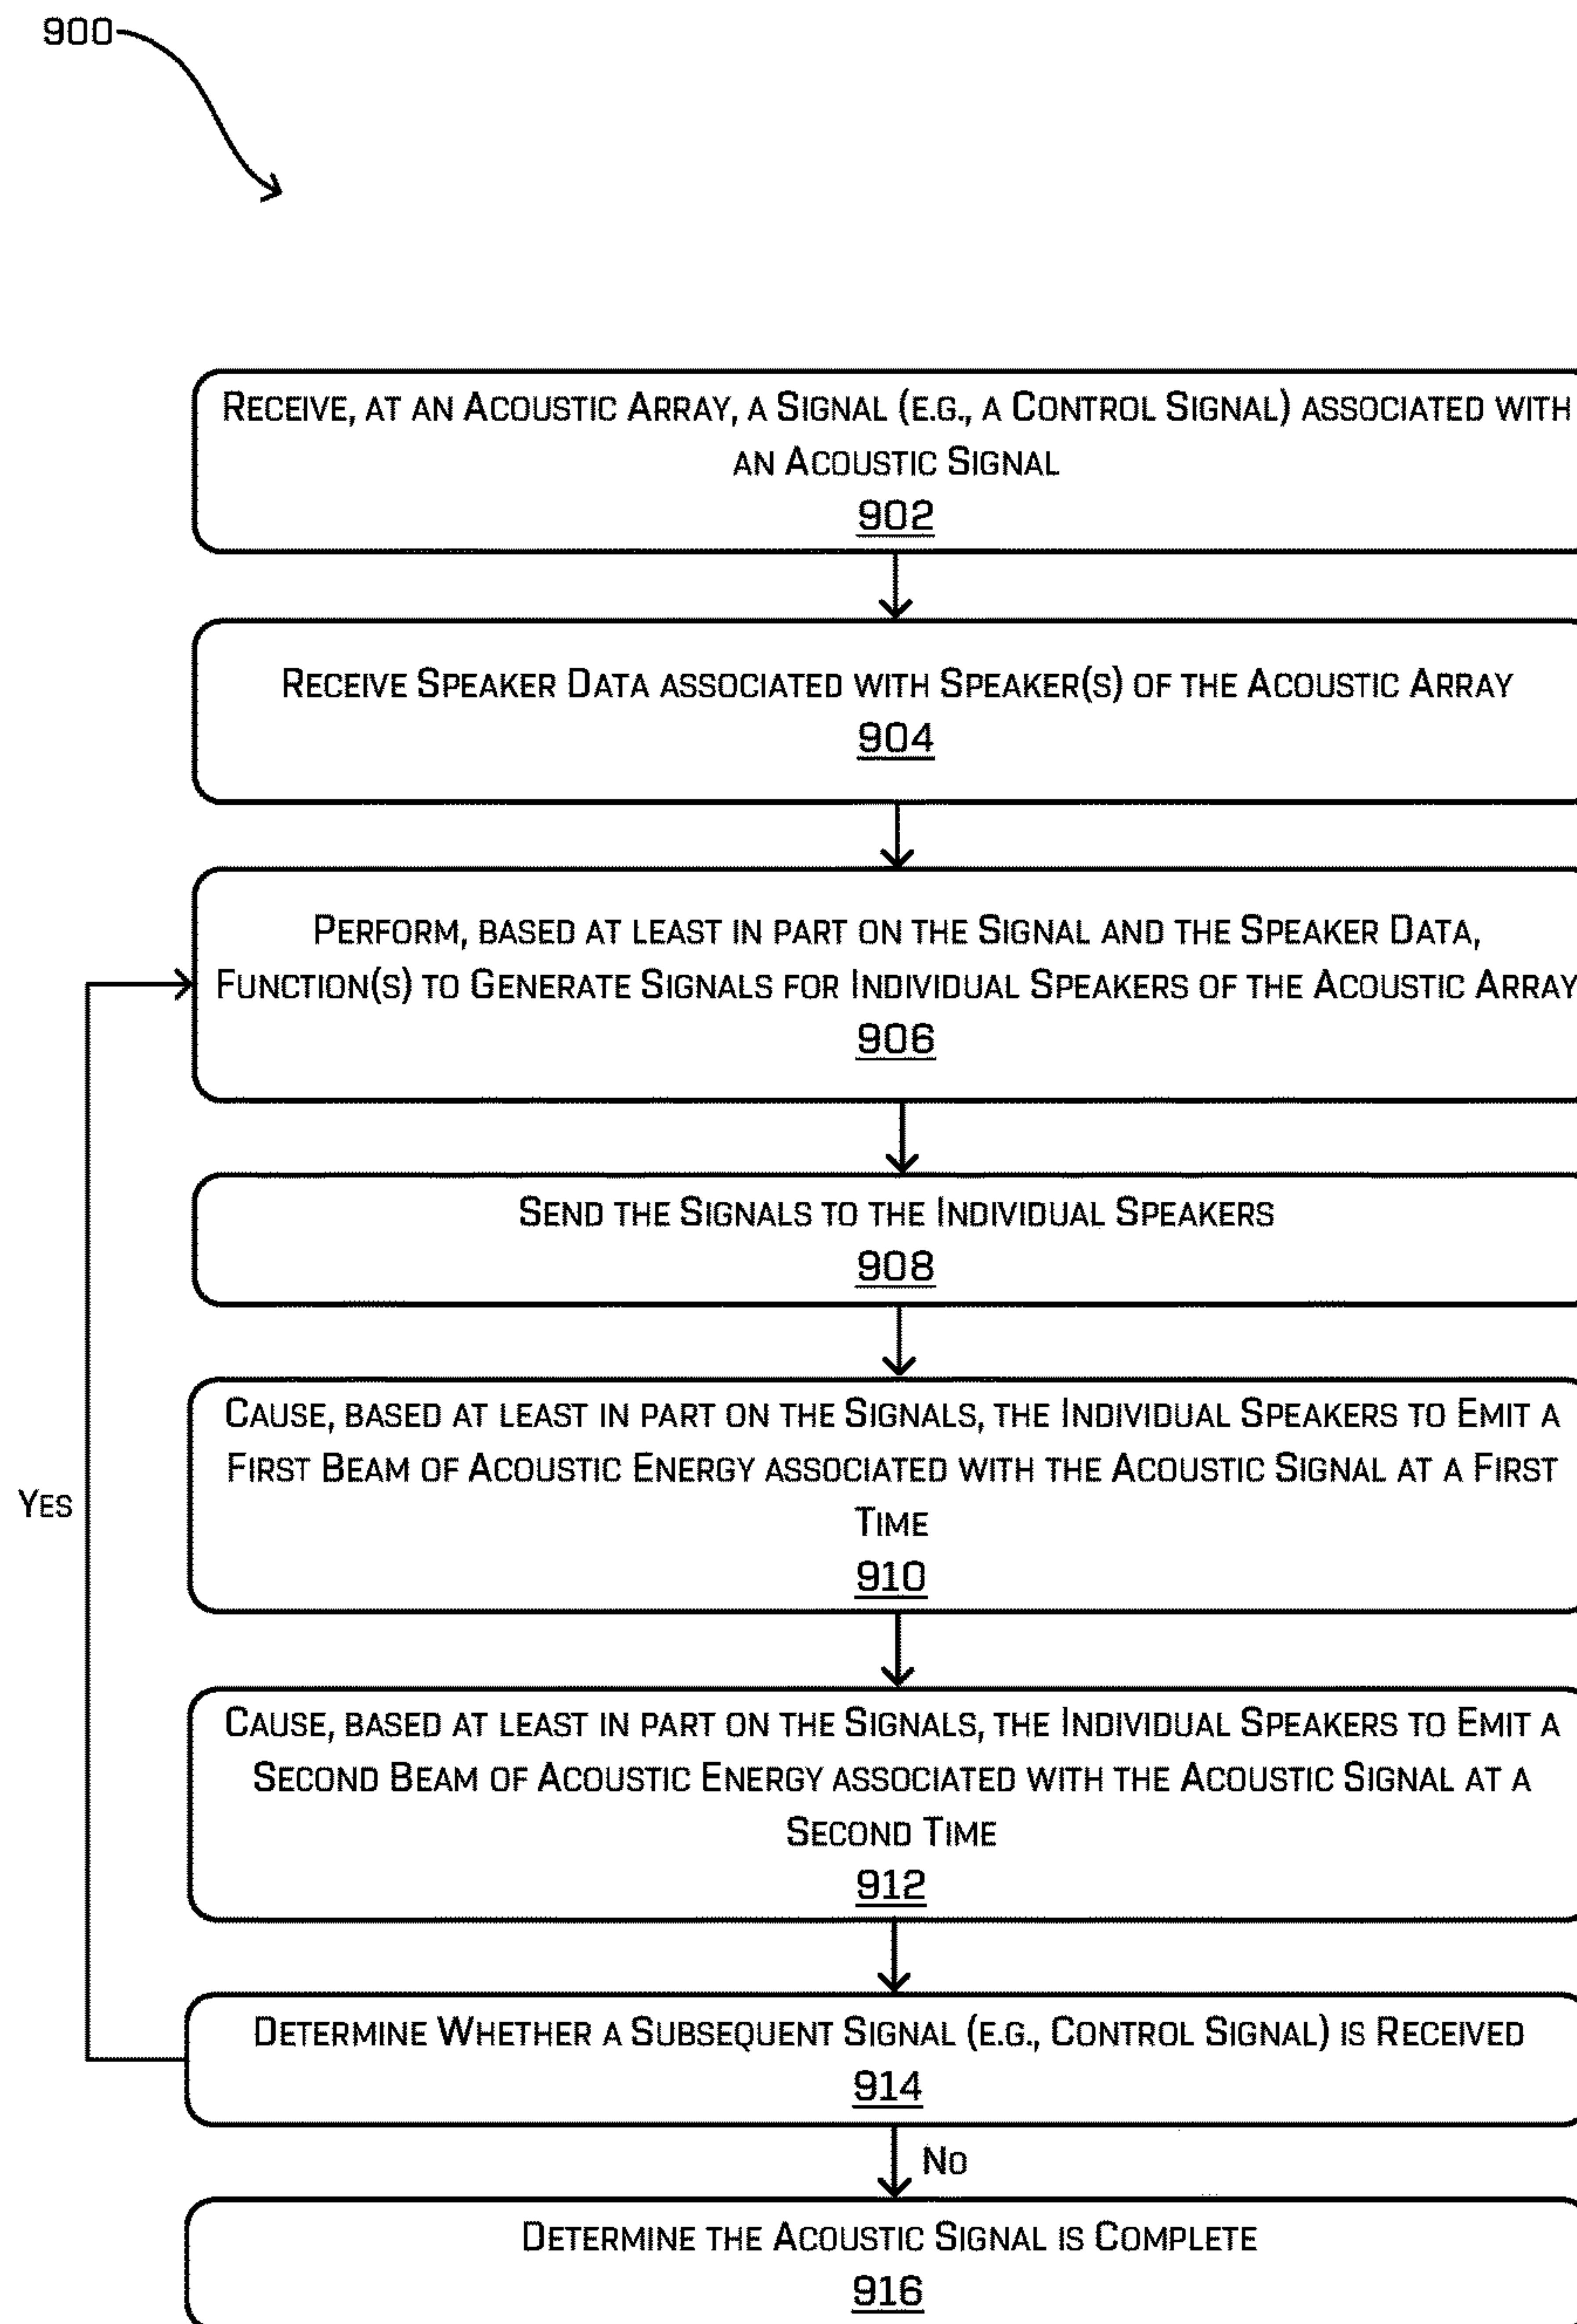 900
Receive, at an Acoustic Array, a Signal (e.g., a Control Signal) associated with
an Acoustic Signal
902
Receive Speaker Data associated with Speaker(s) of the Acoustic Array
904
Perform, based at least in part on the Signal and the Speaker Data,
Function(s) to Generate Signals for Individual Speakers of the Acoustic Array
906
Send the Signals to the Individual Speakers
908
Cause, based at least in part on the Signals, the Individual Speakers to Emit a
First Beam of Acoustic Energy associated with the Acoustic Signal at a First
Time
910
Yes
Cause, based at least in part on the Signals, the Individual Speakers to Emit a
Second Beam of Acoustic Energy associated with the Acoustic Signal at a
Second Time
912
Determine Whether a Subsequent Signal (e.g., Control Signal) is Received
914
No
Determine the Acoustic Signal is Complete
916